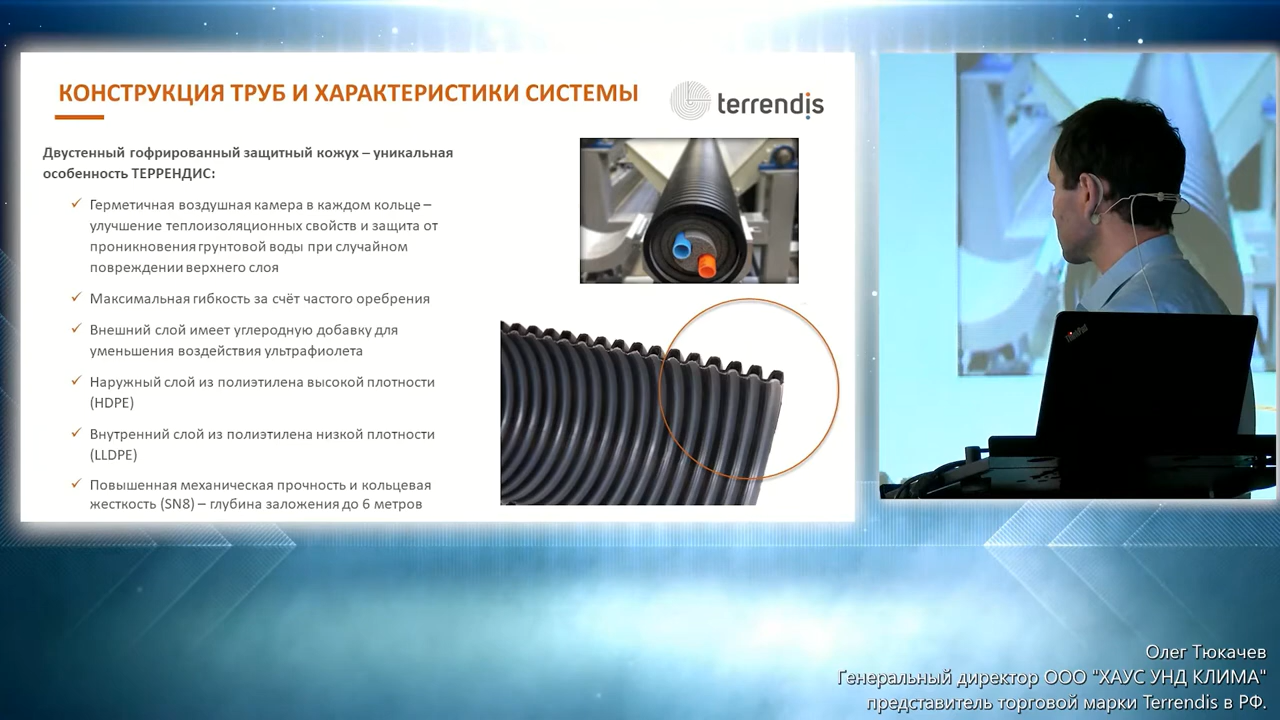 КОНСТРУКЦИЯ ТРУБ И ХАРАКТЕРИСТИКИ СИСТЕМЫ
terrendis
Двустенный гофрированный защитный кожух – уникальная
особенность ТЕРРЕНДИС:
✓ Герметичная воздушная камера в каждом кольце –
улучшение теплоизоляционных свойств и защита от
проникновения грунтовой воды при случайном
повреждении верхнего слоя
✓ Максимальная гибкость за счёт частого оребрения
✓ Внешний слой имеет углеродную добавку для
уменьшения воздействия ультрафиолета
✓ Наружный слой из полиэтилена высокой плотности
(HDPE)
✓ Внутренний слой из полиэтилена низкой плотности
(LLDPE)
✓ Повышенная механическая прочность и кольцевая
жесткость (SN8) – глубина заложения до 6 метров
ThinkPad
Олег Тюкачев
Генеральный директор ООО "ХАУС УНД КЛИМА"
представитель торговой марки Terrendis в РФ.